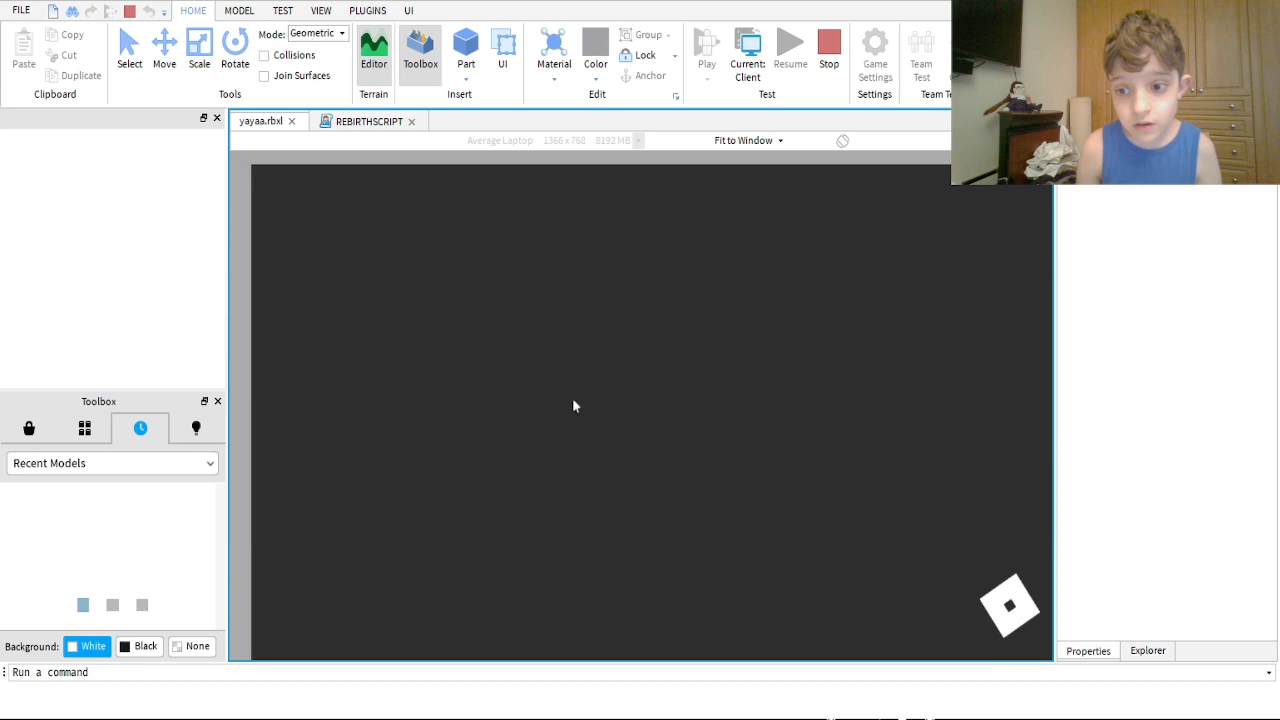 FILE HOME MODEL TEST VIEW PLUGINS UI
Paste Copy Cut Duplicate Clipboard
Select Move Scale Rotate Mode: Geometric
Collisions
Join Surfaces
Tools
Editor Terrain
Toolbox Part UI Insert
Material Color Group Lock Anchor Edit
Play Current: Client Resume Stop Test
Game Settings Settings
Team Test Team Te
yayaa.rbxl REBIRTHSCRIPT
Average Laptop 1366 x 768 8192 MB Fit to Window
Toolbox
Recent Models
Background: White Black None
Properties Explorer
Run a command